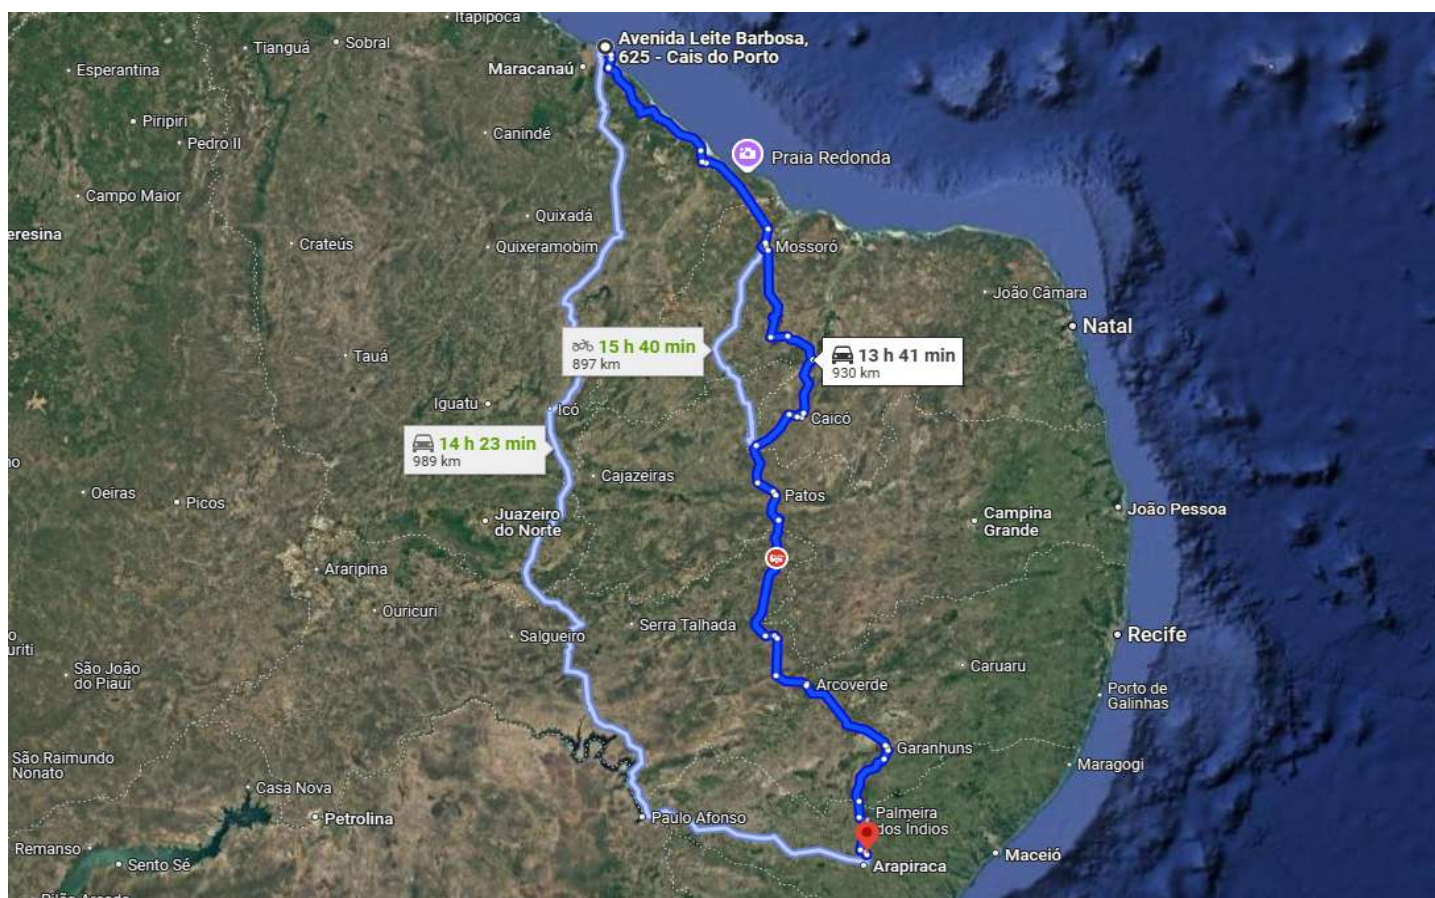 Itapipoca
Tianguá
Sobral
Avenida Leite Barbosa,
625 - Cais do Porto
Esperantina
Maracanaú
Piripiri
Canindé
Pedro II
Praia Redonda
Campo Maior
Quixadá
eresina
Crateús
Quixeramobim
Mossoró
João Câmara
Natal
15 h 40 min
897 km
13 h 41 min
930 km
Tauá
Iguatu
Icó
Caicó
14 h 23 min
989 km
Cajazeiras
Oeiras
Picos
Patos
no
Juazeiro
do Norte
Campina
Grande
João Pessoa
Araripina
Ouricuri
Salgueiro
Serra Talhada
Recife
o
uriti
São João
do Piauí
Caruaru
Arcoverde
Porto de
Galinhas
Garanhuns
São Raimundo
Nonato
Maragogi
Casa Nova
Petrolina
Paulo Afonso
Palmeira
dos Índios
Remanso
Sento Sé
Maceió
Arapiraca